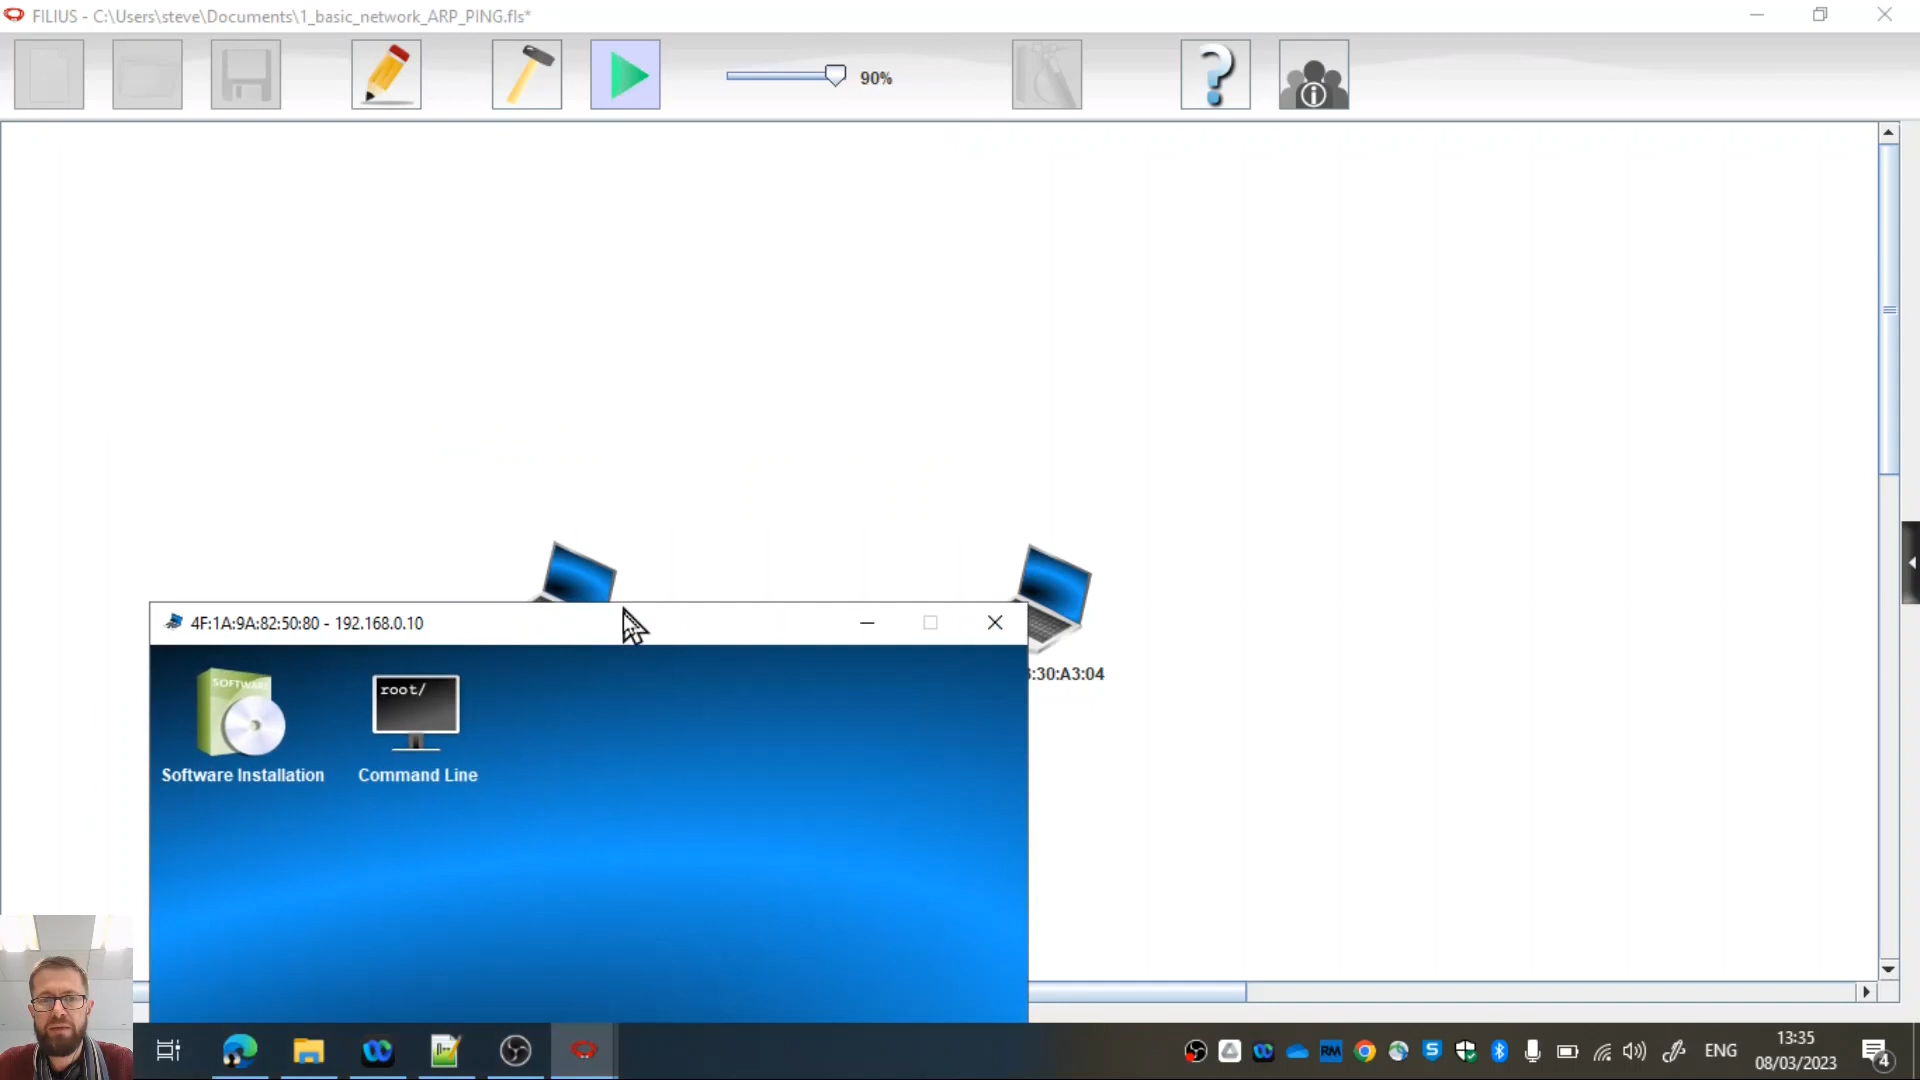 FILIUS - C:\Users\steve\Documents\1_basic_network_ARP_PING.fls*
90%
4F:1A:9A:82:50:80 - 192.168.0.10
:30:A3:04
SOFTWARE
root/
Software Installation
Command Line
RM
S
ENG
13:35
08/03/2023
4